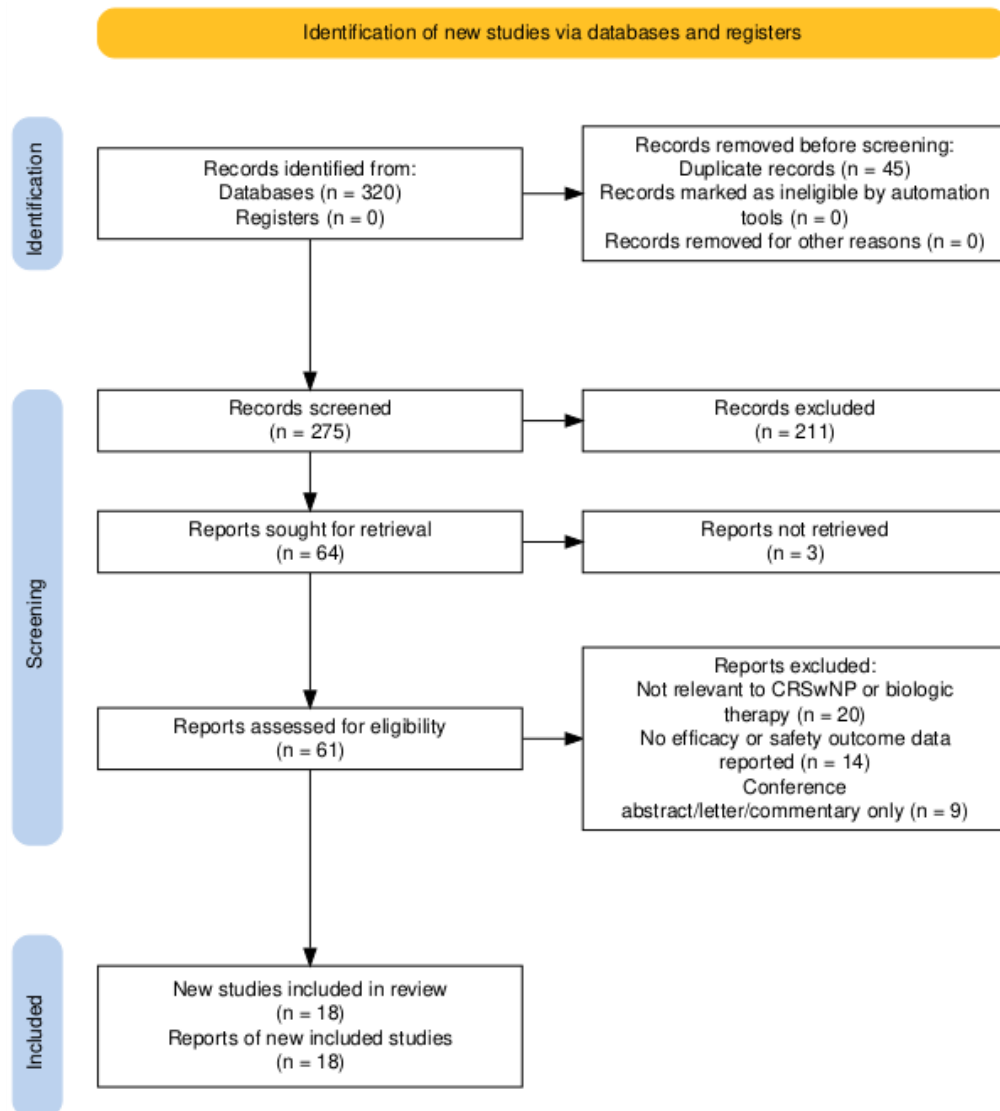 Identification of new studies via databases and registers
Identification
Records identified from:
Databases (n = 320)
Registers (n = 0)
Records removed before screening:
Duplicate records (n = 45)
Records marked as ineligible by automation
tools (n = 0)
Records removed for other reasons (n = 0)
Screening
Records screened
(n = 275)
Records excluded
(n = 211)
Reports sought for retrieval
(n = 64)
Reports not retrieved
(n = 3)
Reports assessed for eligibility
(n = 61)
Reports excluded:
Not relevant to CRSwNP or biologic
therapy (n = 20)
No efficacy or safety outcome data
reported (n = 14)
Conference
abstract/letter/commentary only (n = 9)
Included
New studies included in review
(n = 18)
Reports of new included studies
(n = 18)